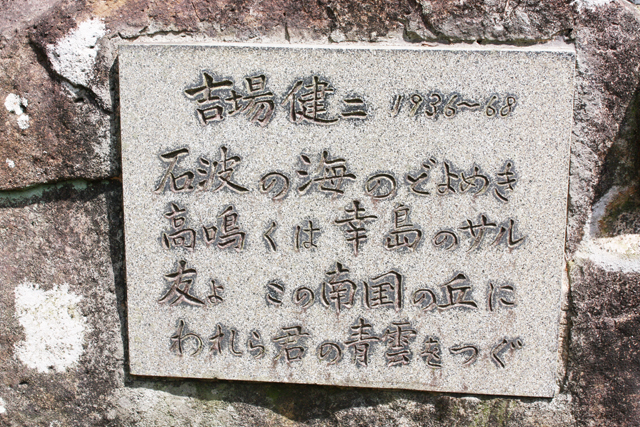 吉場健二 1936〜68
石波の海のどよめき
高鳴くは幸島のサル
友よ この南国の丘に
われら君の青雲をつぐ